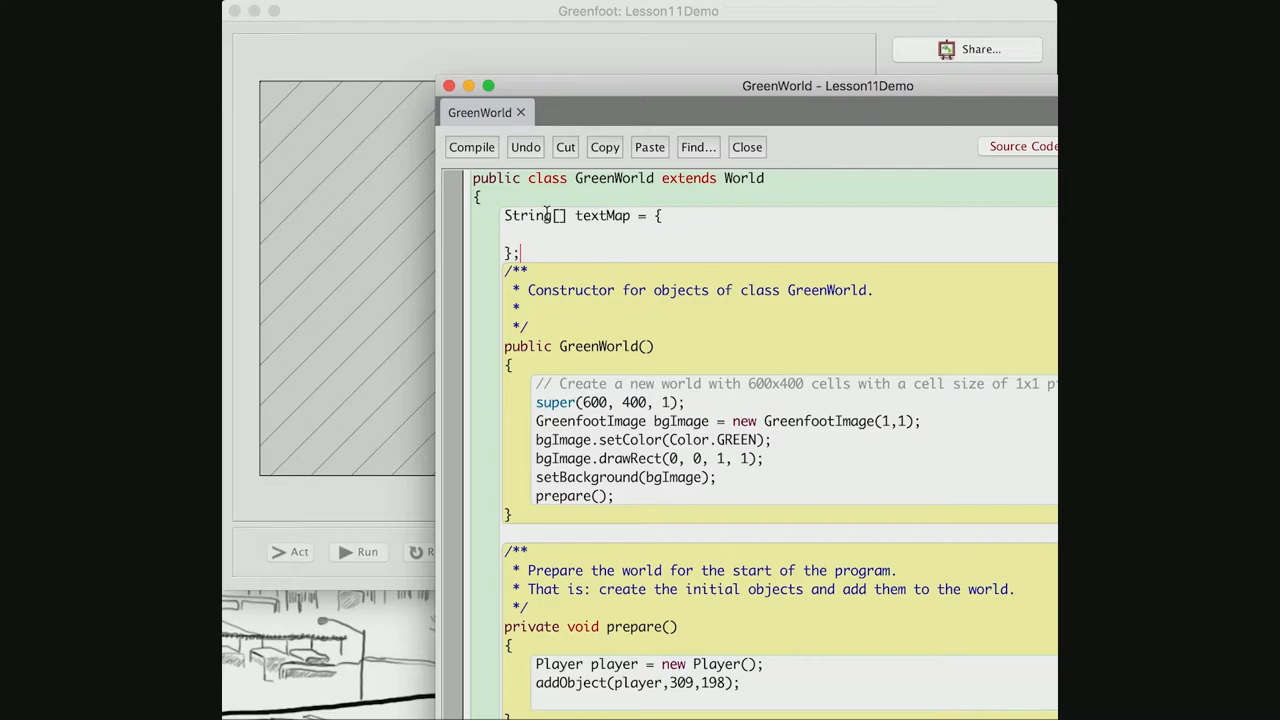 Greenfoot: Lesson11Demo
Share...
GreenWorld - Lesson11Demo
GreenWorld
Compile
Undo
Cut
Copy
Paste
Find...
Close
Source Code
public class GreenWorld extends World
{
String[] textMap = {
};
/**
* Constructor for objects of class GreenWorld.
*
*/
public GreenWorld()
{
// Create a new world with 600x400 cells with a cell size of 1x1 p
super(600, 400, 1);
GreenfootImage bgImage = new GreenfootImage(1,1);
bgImage.setColor(Color.GREEN);
bgImage.drawRect(0, 0, 1, 1);
setBackground(bgImage);
prepare();
}
/**
* Prepare the world for the start of the program.
* That is: create the initial objects and add them to the world.
*/
private void prepare()
{
Player player = new Player();
addObject(player,309,198);
}
Act
Run
R